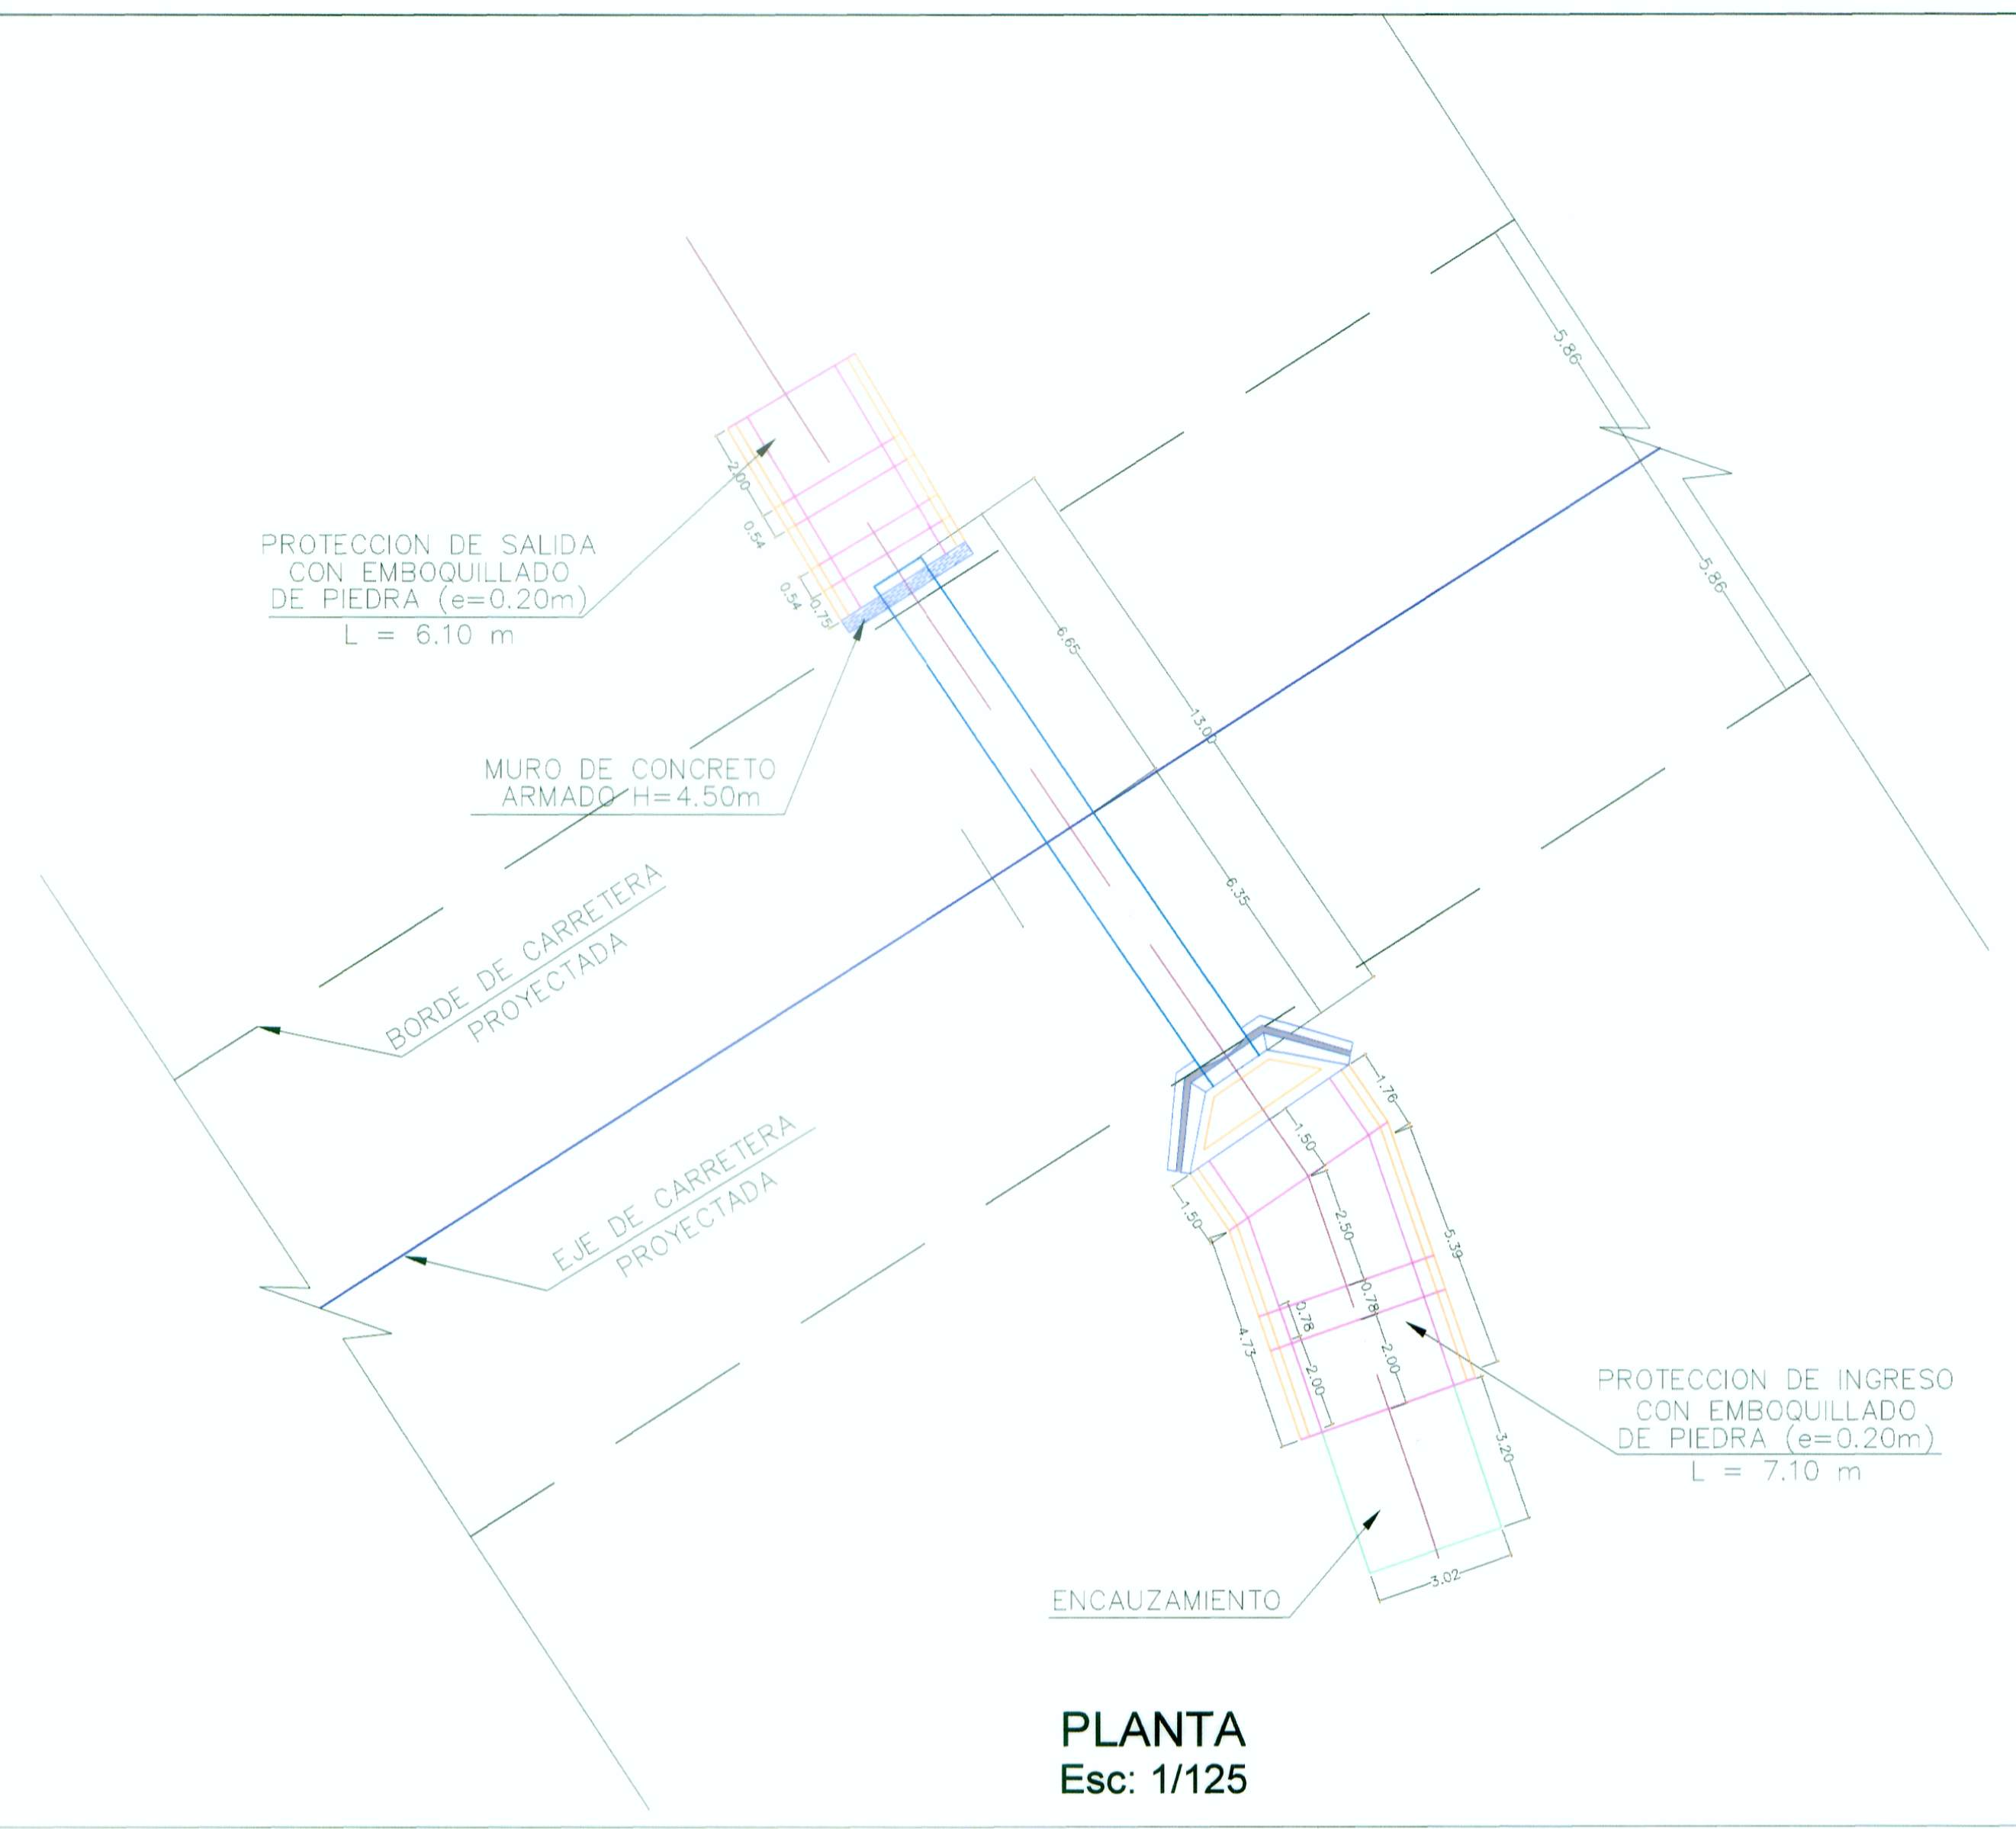 5.86
5.86
2.00
0.54
0.54
0.75
PROTECCION DE SALIDA
CON EMBOQUILLADO
DE PIEDRA (e=0.20m)
L = 6.10 m
6.65
13.00
MURO DE CONCRETO
ARMADO H=4.50m
6.35
BORDE DE CARRETERA
PROYECTADA
EJE DE CARRETERA
PROYECTADA
1.76
1.50
1.50
2.50
5.39
0.78
0.78
4.73
2.00
2.00
PROTECCION DE INGRESO
CON EMBOQUILLADO
DE PIEDRA (e=0.20m)
L = 7.10 m
3.20
3.02
ENCAUZAMIENTO
PLANTA
Esc: 1/125